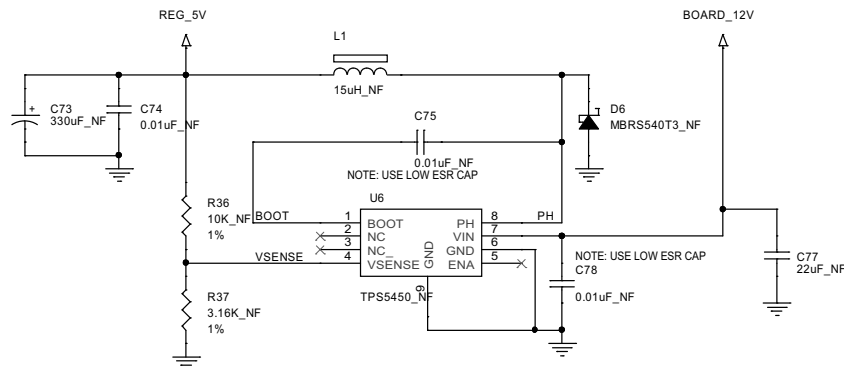 REG_5V
BOARD_12V
L1
15uH_NF
+
C73
330uF_NF
C74
0.01uF_NF
C75
0.01uF_NF
NOTE: USE LOW ESR CAP
D6
MBRS540T3_NF
U6
R36
10K_NF
1%
BOOT
1
2
3
4
BOOT
NC
NC_
VSENSE
GND
9
PH
VIN
GND
ENA
8
7
6
5
PH
VSENSE
TPS5450_NF
NOTE: USE LOW ESR CAP
C78
0.01uF_NF
C77
22uF_NF
R37
3.16K_NF
1%